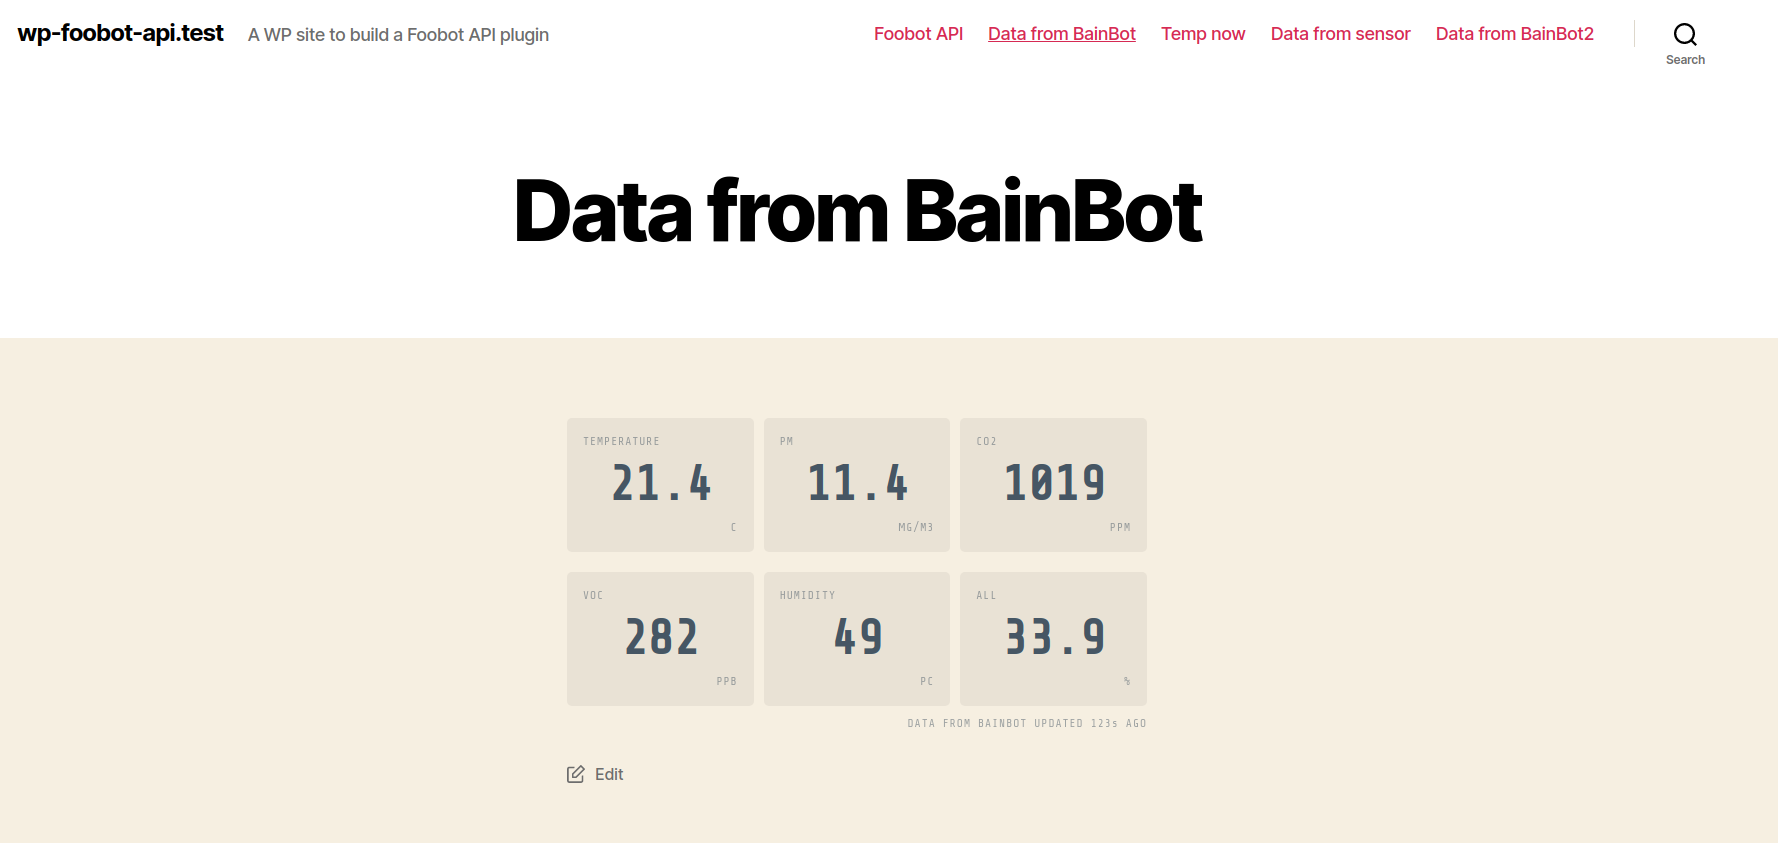 wp-foobot-api.test A WP site to build a Foobot API plugin Foobot API Data from BainBot Temp now Data from sensor Data from BainBot2
Search
Data from BainBot
TEMPERATURE PM CO2
21.4 11.4 1019
C MG/M3 PPM
VOC HUMIDITY ALL
282 49 33.9
PPB PC %
DATA FROM BAINBOT UPDATED 123s AGO
Edit